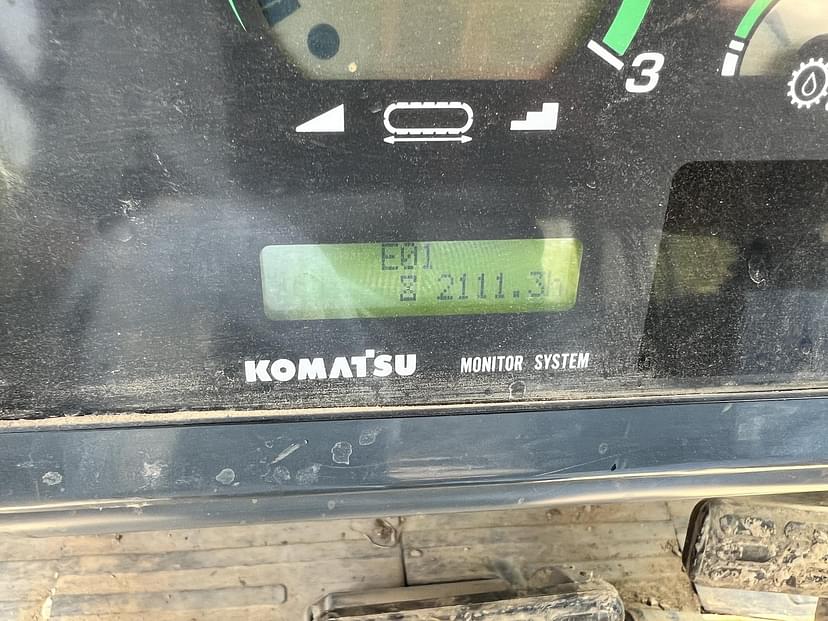 3
E01
2111.3h
KOMATSU MONITOR SYSTEM